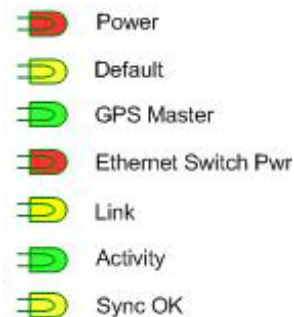 Power
Default
GPS Master
Ethernet Switch Pwr
Link
Activity
Sync OK